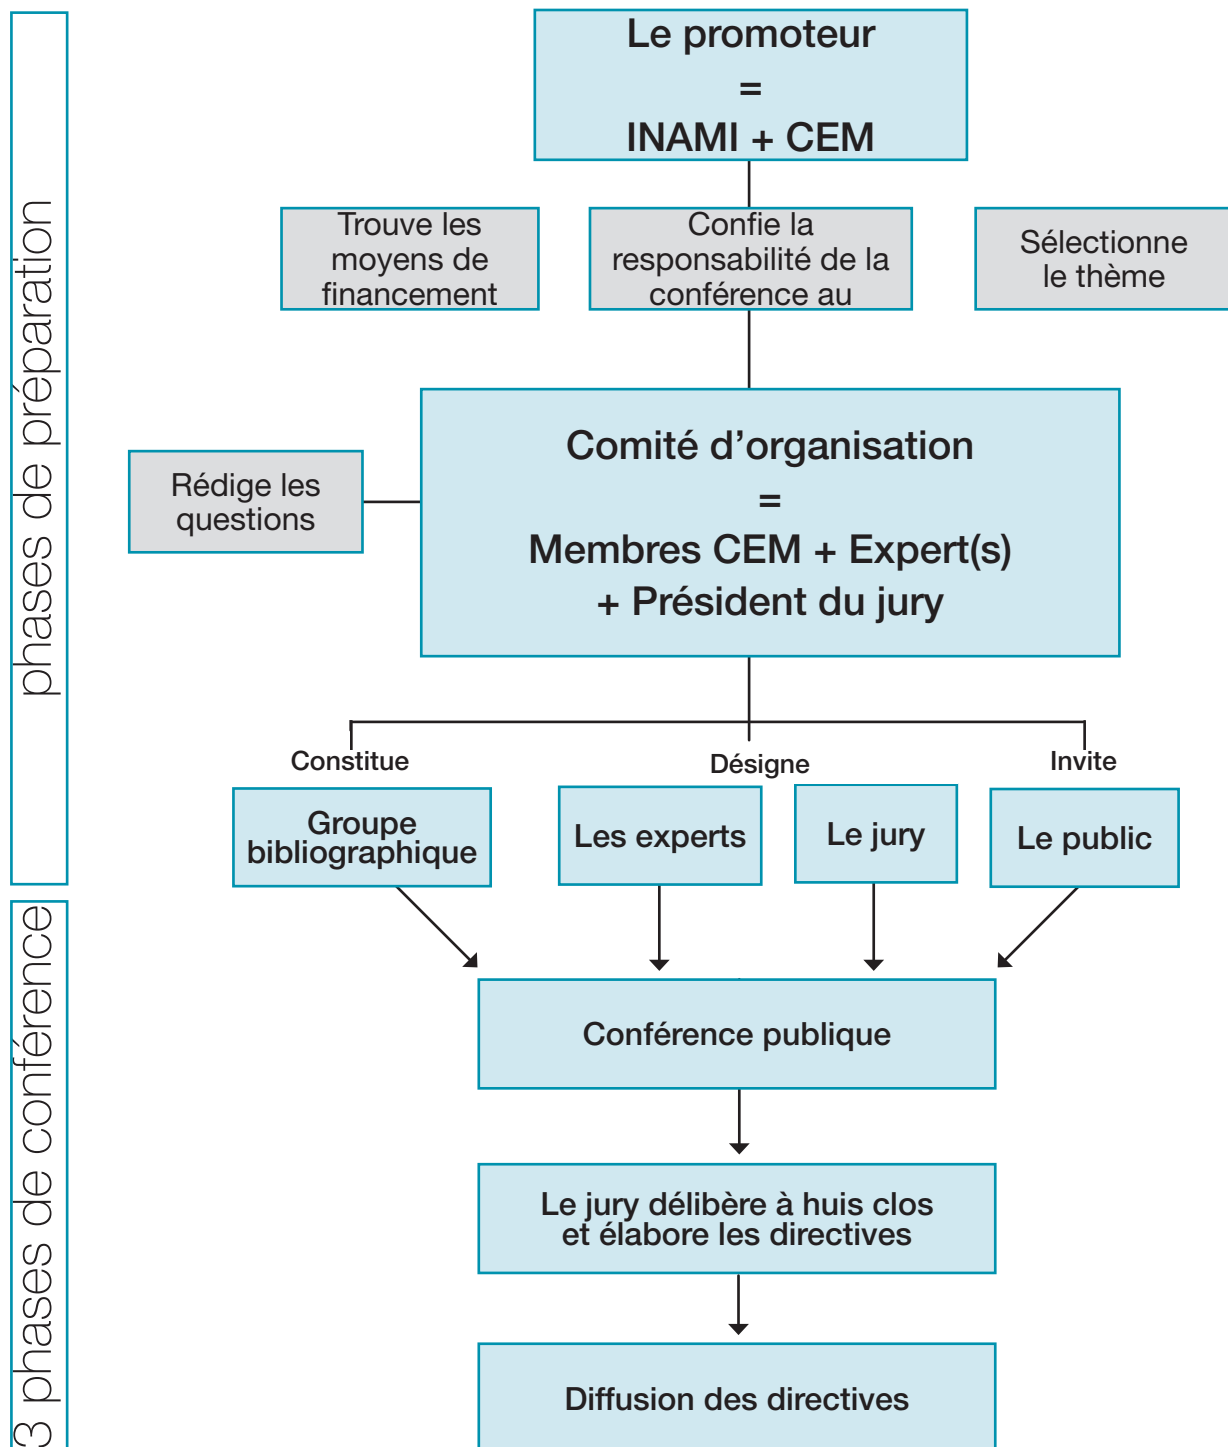 phases de préparation
Le promoteur
=
INAMI + CEM
Trouve les
moyens de
financement
Confie la
responsabilité de la
conférence au
Sélectionne
le thème
Comité d’organisation
=
Membres CEM + Expert(s)
+ Président du jury
Rédige les
questions
Constitue
Désigne
Invite
Groupe
bibliographique
Les experts
Le jury
Le public
3 phases de conférence
Conférence publique
Le jury délibère à huis clos
et élabore les directives
Diffusion des directives